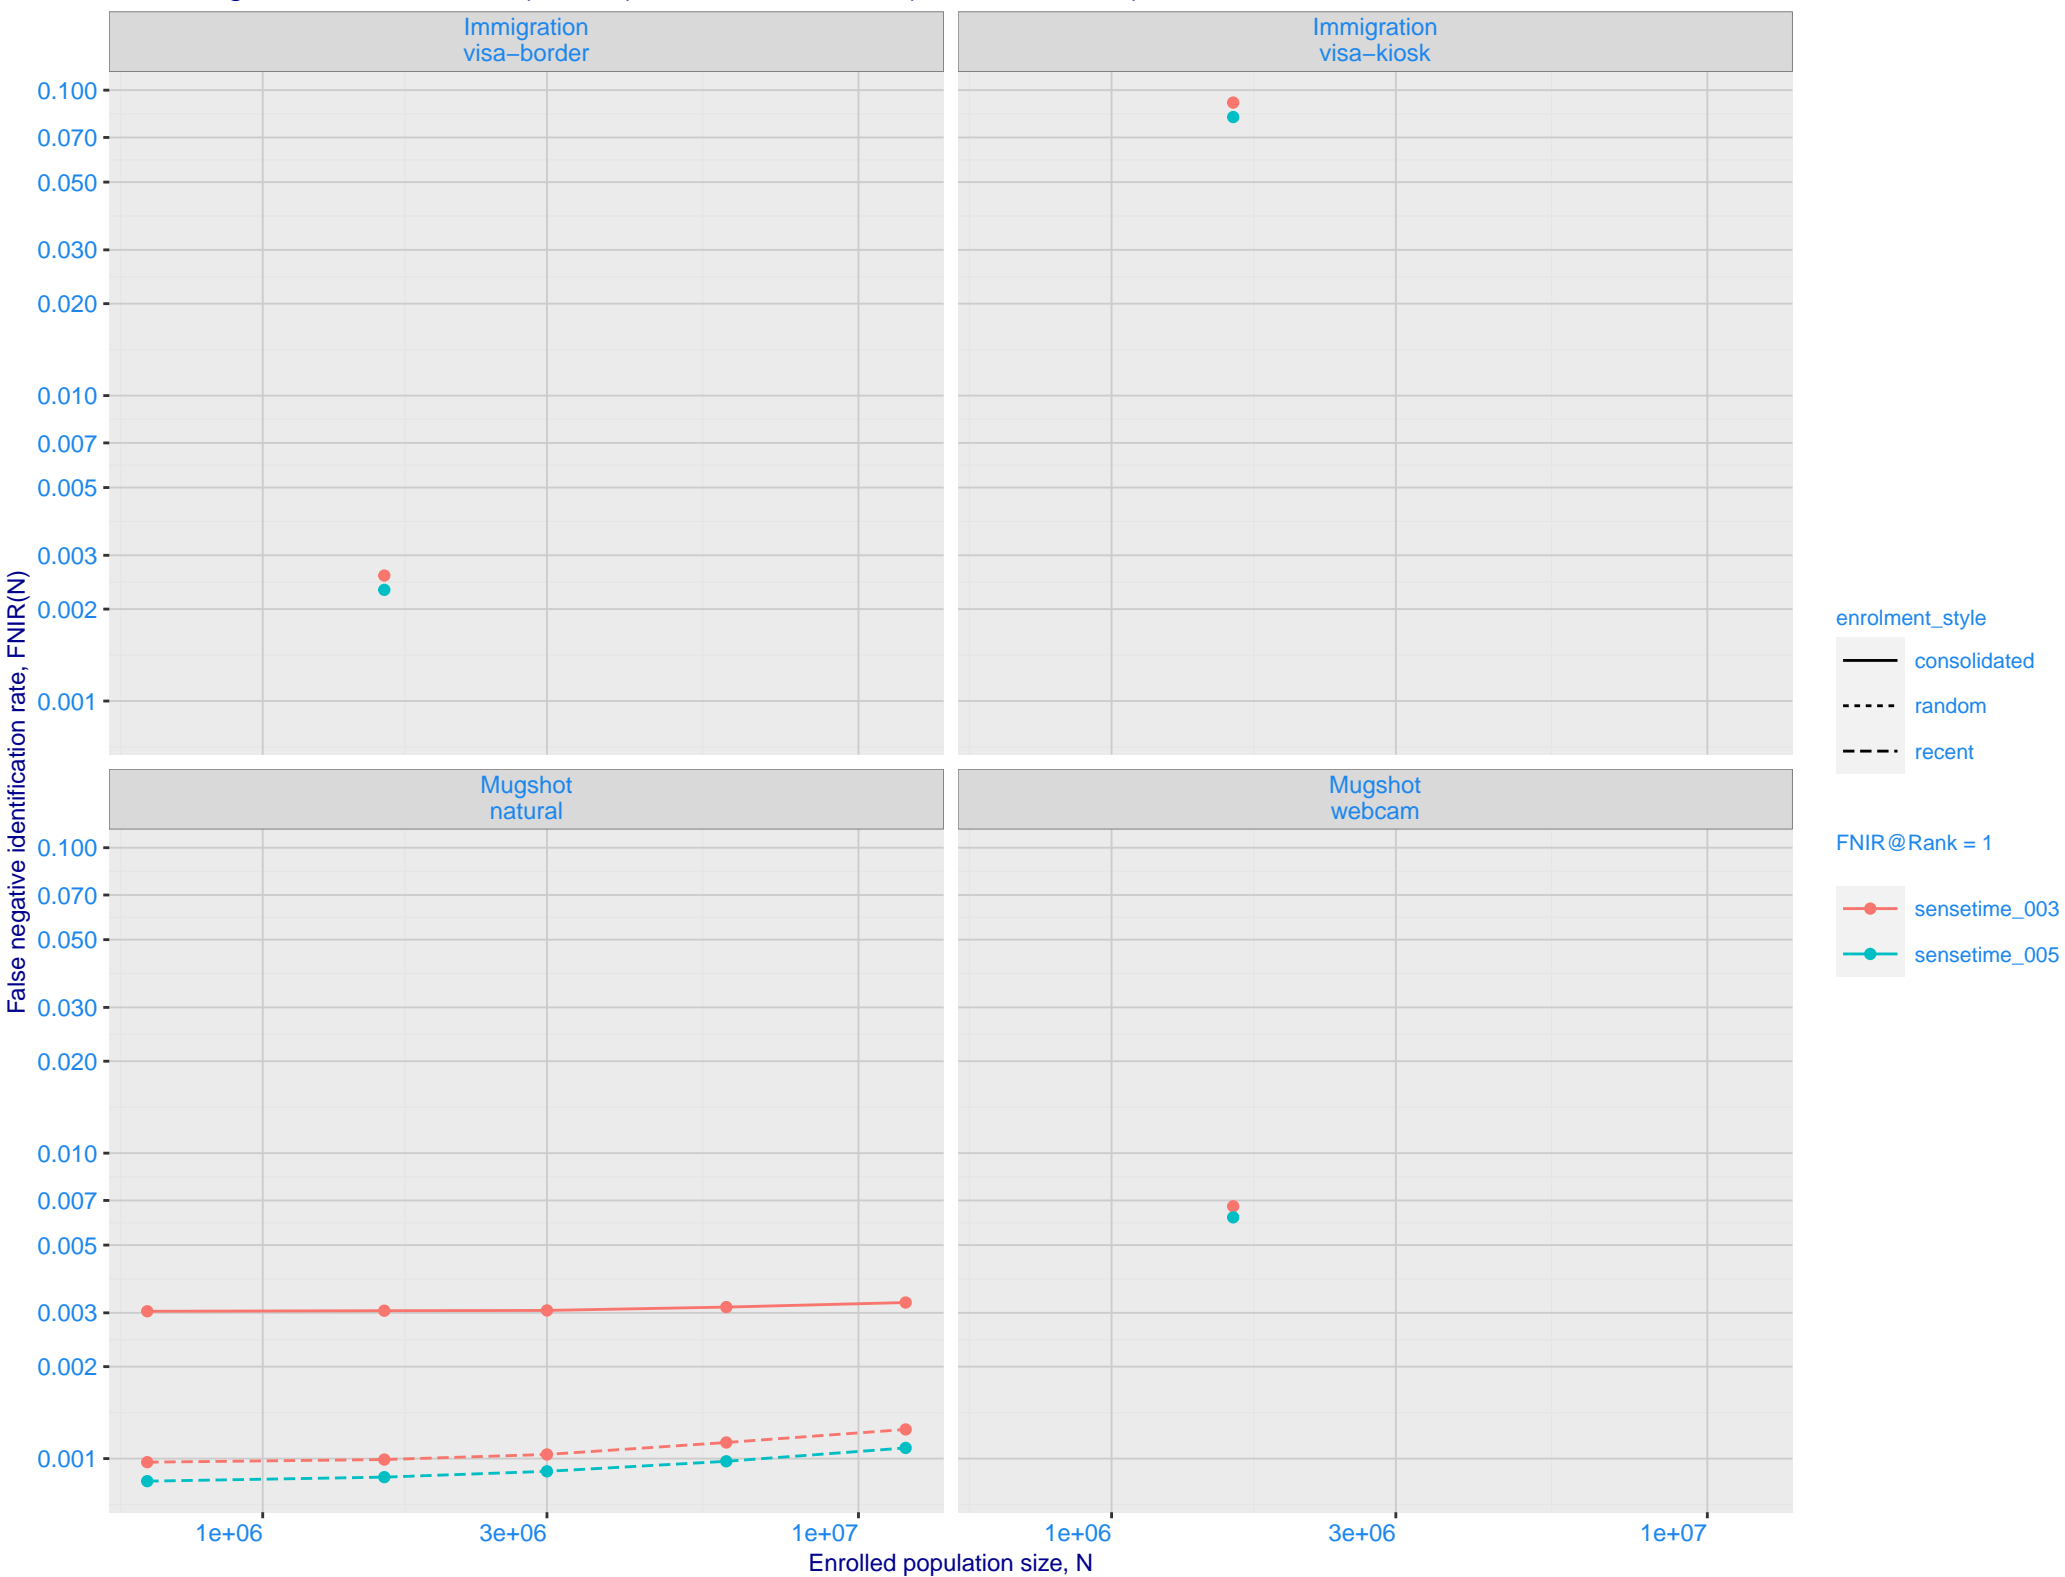 Immigration
visa−border
Immigration
visa−kiosk
0.100
0.070
0.050
0.030
0.020
0.010
0.007
0.005
0.003
0.002
0.001
Mugshot
natural
Mugshot
webcam
0.100
0.070
0.050
0.030
0.020
0.010
0.007
0.005
0.003
0.002
0.001
1e+06
3e+06
1e+07
1e+06
3e+06
1e+07
Enrolled population size, N
False negative identification rate, FNIR(N)
enrolment_style
consolidated
random
recent
FNIR@Rank = 1
sensetime_003
sensetime_005